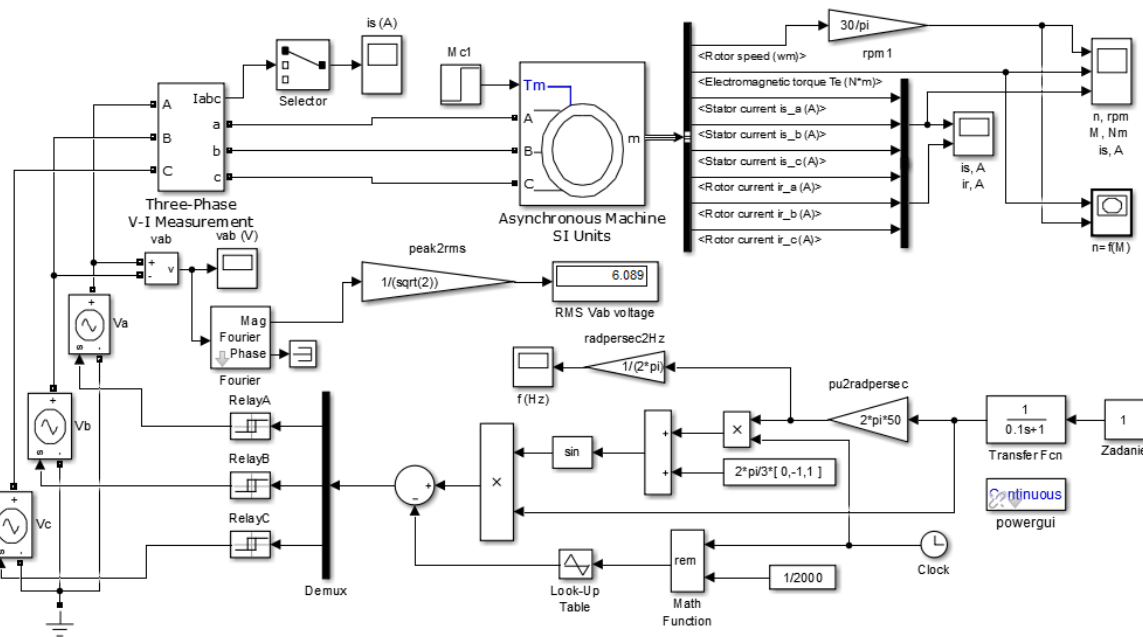 is (A)
Selector
Mc1
30/pi
rpm1
<Rotor speed (wm)>
<Electromagnetic torque Te (N*m)>
<Stator current is_a (A)>
<Stator current is_b (A)>
<Stator current is_c (A)>
<Rotor current ir_a (A)>
<Rotor current ir_b (A)>
<Rotor current ir_c (A)>
n, rpm
M , Nm
is, A
is, A
ir, A
n= f(M)
A
B
C
Iabc
a
b
c
Three-Phase
V-I Measurement
Tm
A
B
C
m
Asynchronous Machine
SI Units
vab
+
-
v
vab (V)
peak2rms
1/(sqrt(2))
6.089
RMS Vab voltage
Mag
Fourier
Phase
Fourier
+
Va
s
-
+
Vb
s
-
+
Vc
s
-
RelayA
RelayB
RelayC
Demux
f (Hz)
radpersec2Hz
1/(2*pi)
pu2radpersec
2*pi*50
1
0.1s+1
Transfer Fcn
1
Zadanie
sin
+
+
×
2*pi/3*[ 0,-1,1 ]
×
+
−
Continuous
powergui
Look-Up
Table
rem
Math
Function
1/2000
Clock